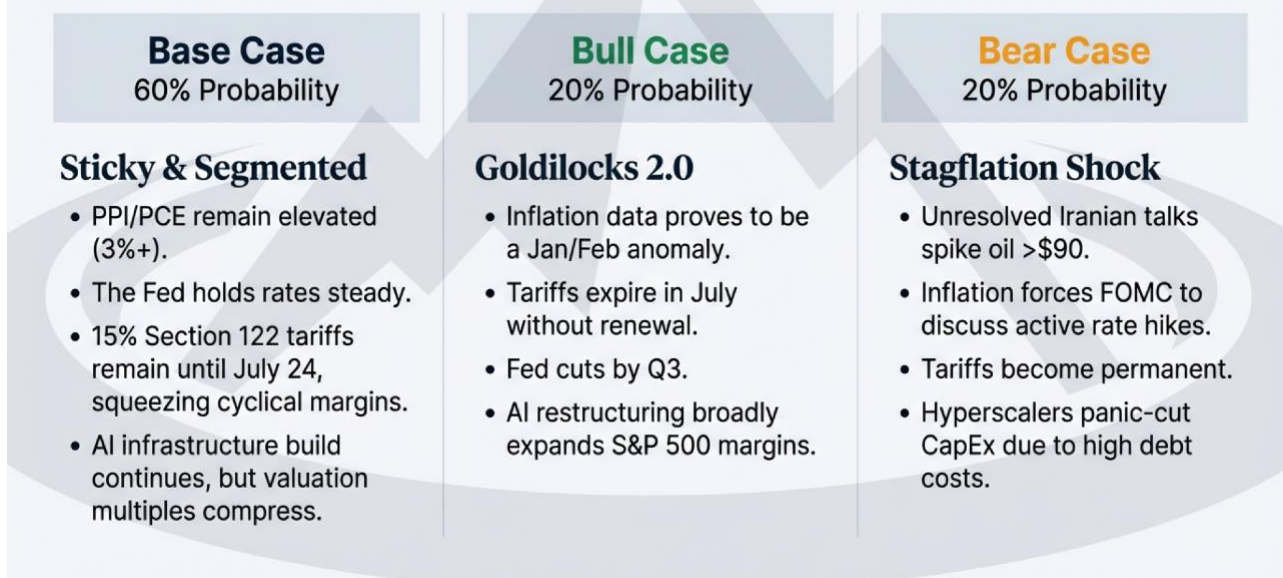 Base Case
60% Probability
Sticky & Segmented
• PPI/PCE remain elevated
(3%+).
• The Fed holds rates steady.
• 15% Section 122 tariffs
remain until July 24,
squeezing cyclical margins.
• AI infrastructure build
continues, but valuation
multiples compress.
Bull Case
20% Probability
Goldilocks 2.0
• Inflation data proves to be
a Jan/Feb anomaly.
• Tariffs expire in July
without renewal.
• Fed cuts by Q3.
• AI restructuring broadly
expands S&P 500 margins.
Bear Case
20% Probability
Stagflation Shock
• Unresolved Iranian talks
spike oil >$90.
• Inflation forces FOMC to
discuss active rate hikes.
• Tariffs become permanent.
• Hyperscalers panic-cut
CapEx due to high debt
costs.